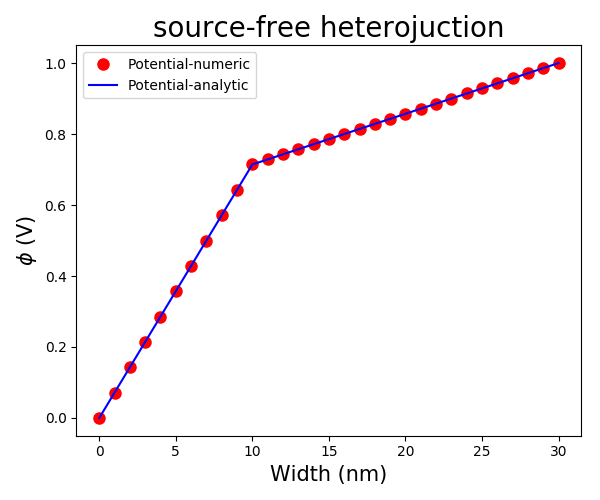 source-free heterojuction
Potential-numeric
Potential-analytic
1.0
0.8
0.6
0.4
0.2
0.0
ϕ (V)
0 5 10 15 20 25 30
Width (nm)